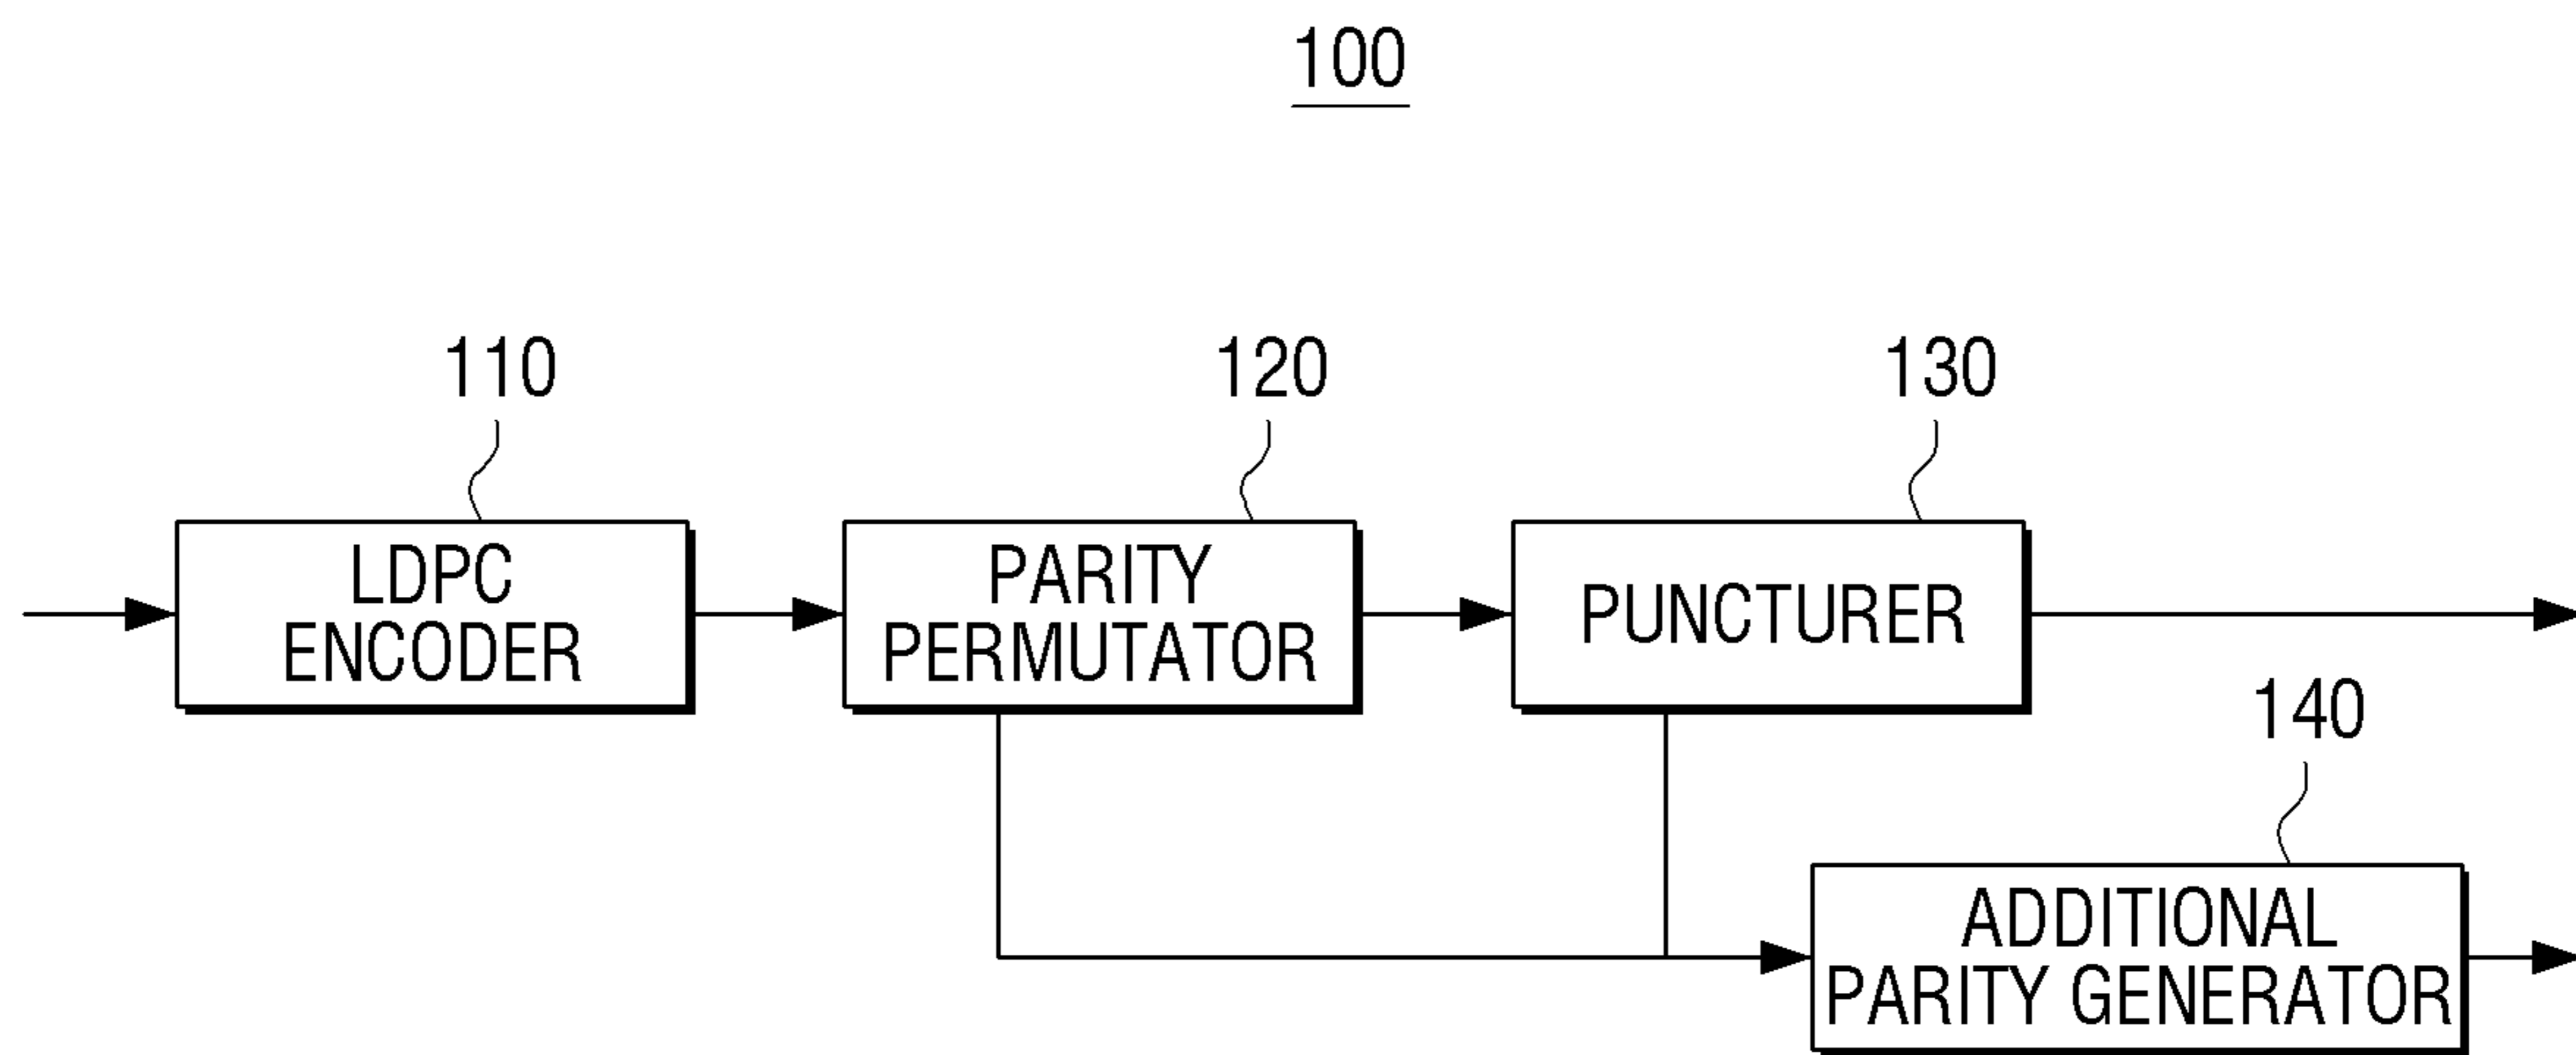 100
110
120
130
LDPC
ENCODER
PARITY
PERMUTATOR
PUNCTURER
140
ADDITIONAL
PARITY GENERATOR